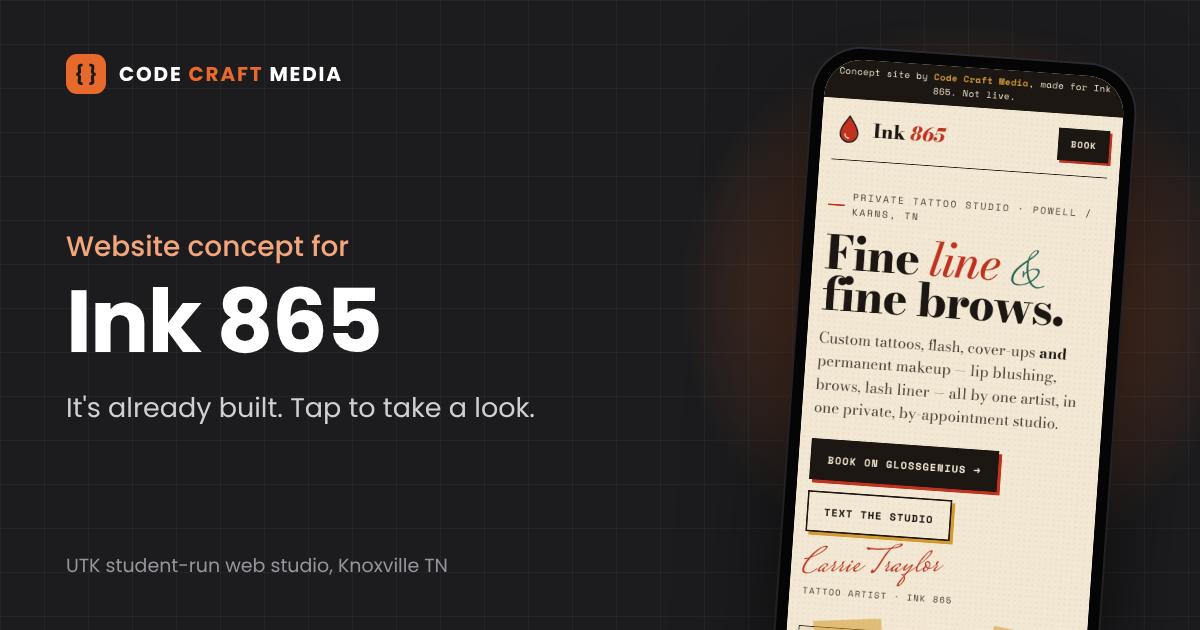 { } CODE CRAFT MEDIA
Website concept for
Ink 865
It's already built. Tap to take a look.
UTK student-run web studio, Knoxville TN
Concept site by Code Craft Media, made for Ink
865. Not live.
Ink 865
BOOK
PRIVATE TATTOO STUDIO · POWELL /
KARNS, TN
Fine line &
fine brows.
Custom tattoos, flash, cover-ups and
permanent makeup — lip blushing,
brows, lash liner — all by one artist, in
one private, by-appointment studio.
BOOK ON GLOSSGENIUS →
TEXT THE STUDIO
Carrie Traylor
TATTOO ARTIST · INK 865